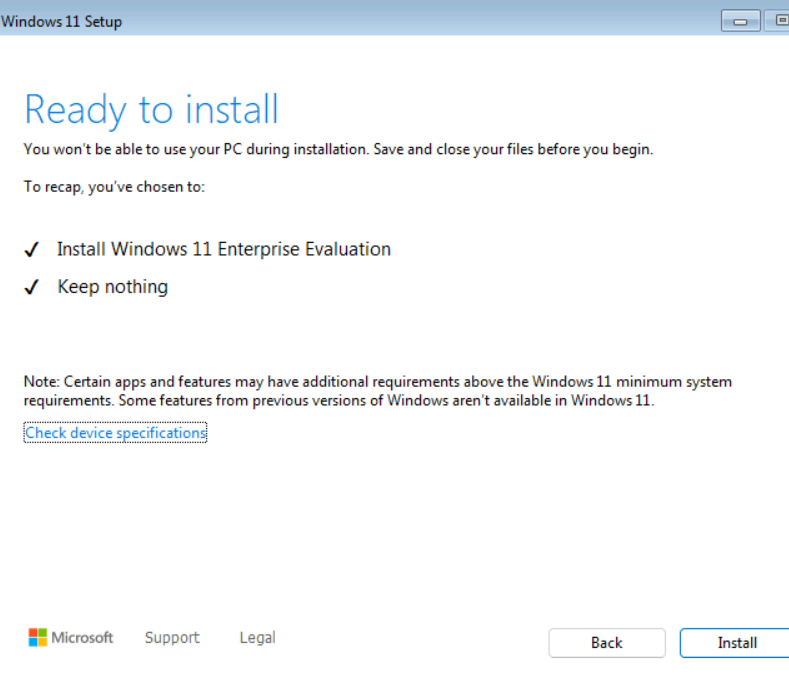 Windows 11 Setup
Ready to install
You won't be able to use your PC during installation. Save and close your files before you begin.
To recap, you've chosen to:
✓ Install Windows 11 Enterprise Evaluation
✓ Keep nothing
Note: Certain apps and features may have additional requirements above the Windows 11 minimum system
requirements. Some features from previous versions of Windows aren't available in Windows 11.
Check device specifications
Microsoft Support Legal Back Install